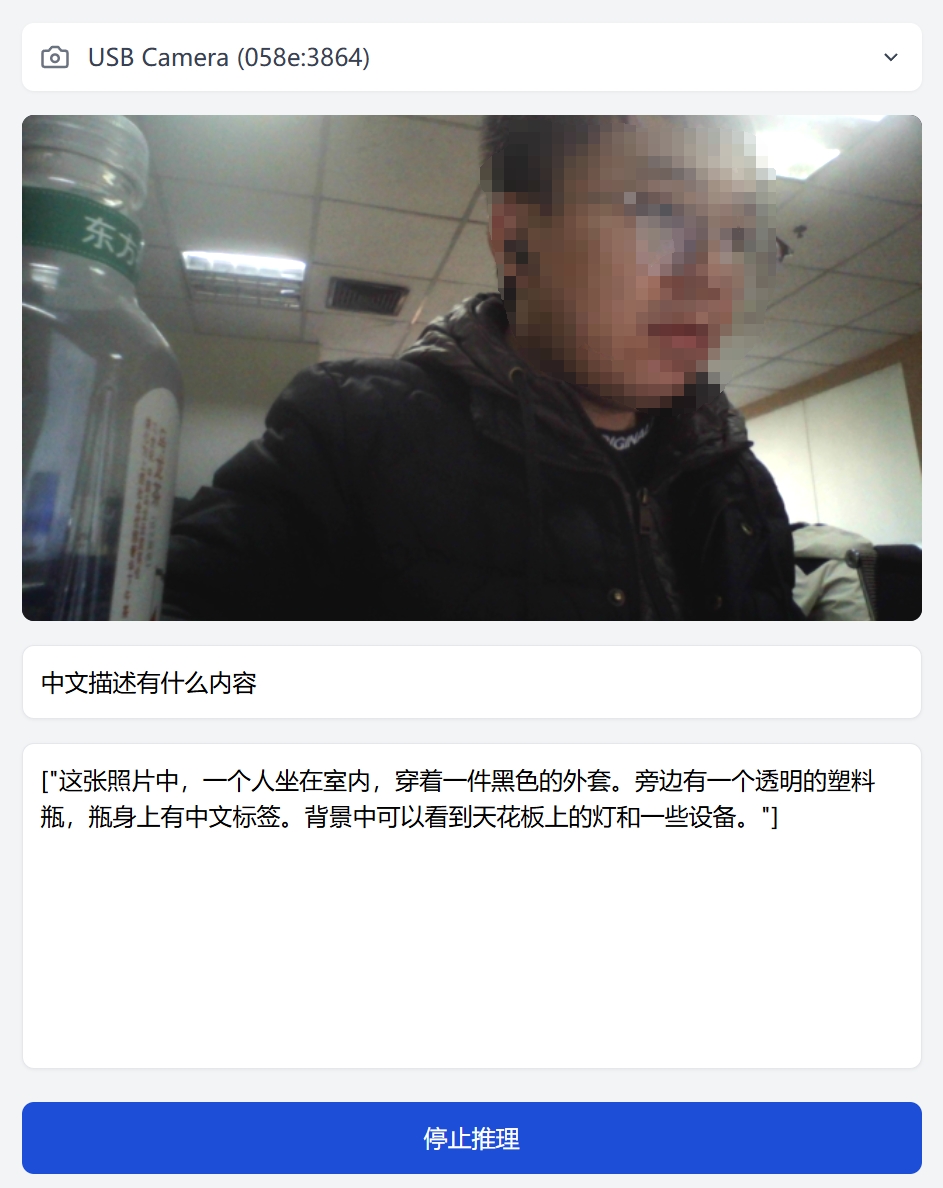 USB Camera (058e:3864)
东方
中文描述有什么内容
["这张照片中，一个人坐在室内，穿着一件黑色的外套。旁边有一个透明的塑料
瓶，瓶身上有中文标签。背景中可以看到天花板上的灯和一些设备。"]
停止推理